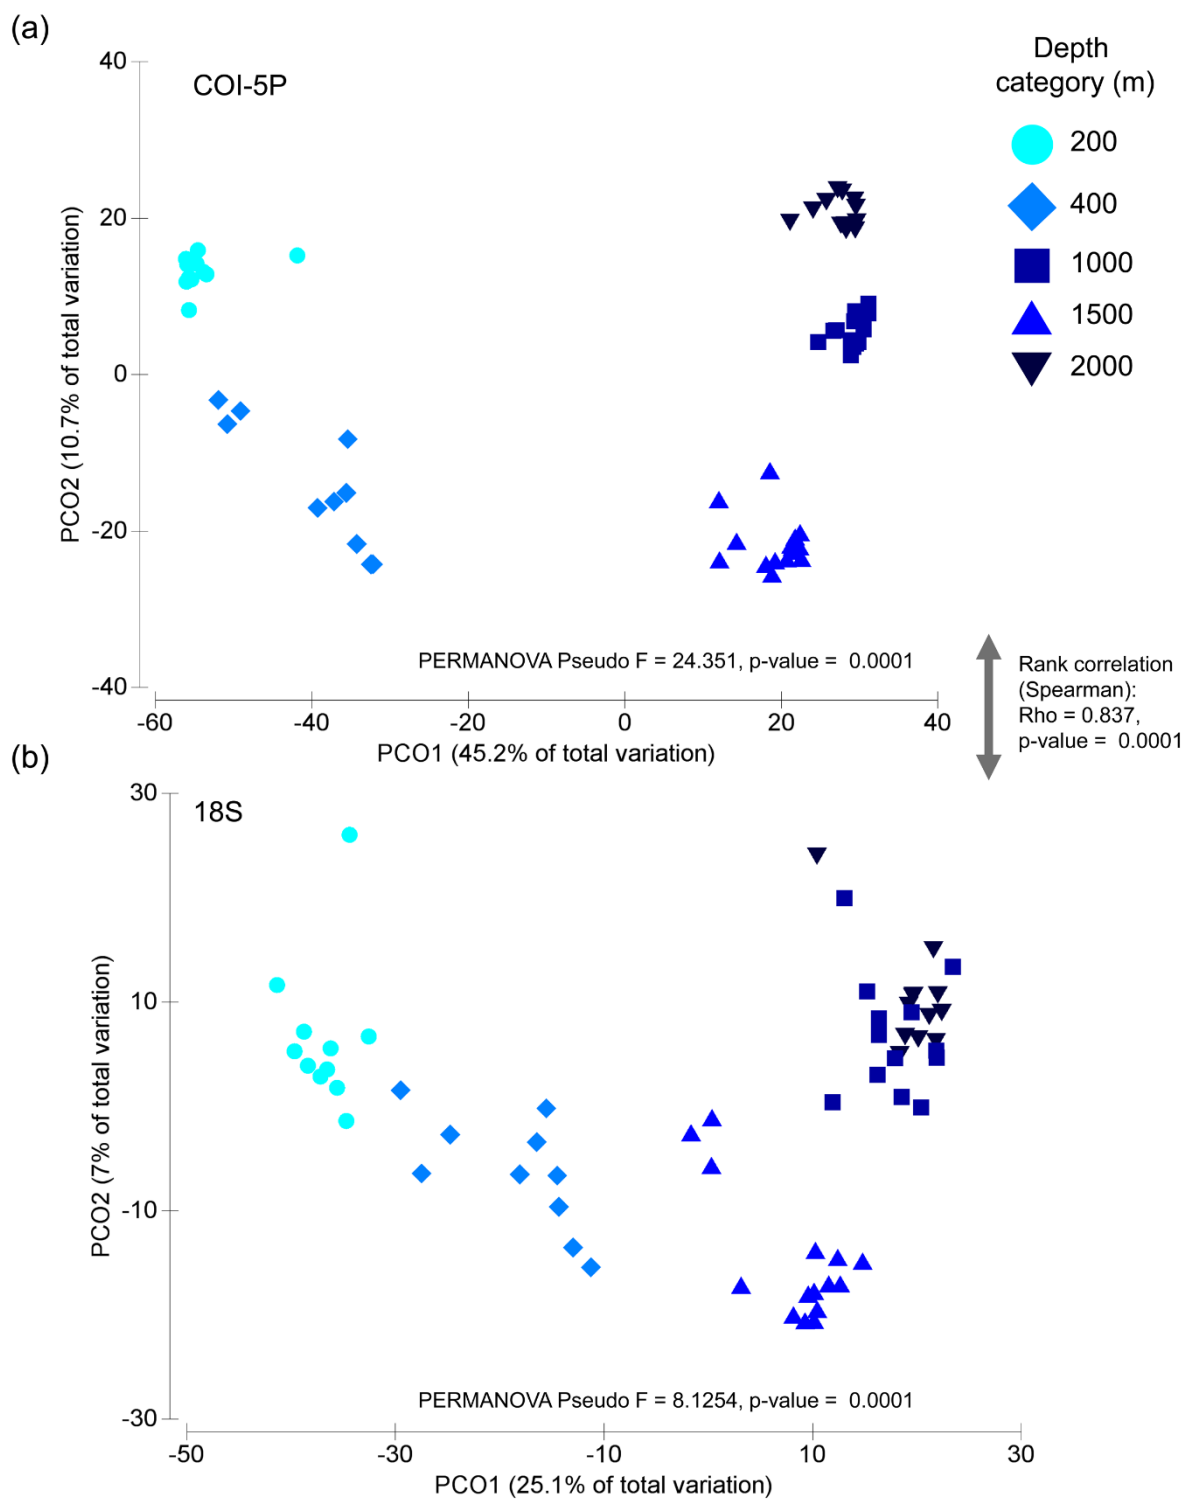 (a)
COI-5P
Depth
category (m)
200
400
1000
1500
2000
40
20
0
-20
-40
PCO2 (10.7% of total variation)
PERMANOVA Pseudo F = 24.351, p-value = 0.0001
-60 -40 -20 0 20 40
PCO1 (45.2% of total variation)
Rank correlation
(Spearman):
Rho = 0.837,
p-value = 0.0001
(b)
18S
30
10
-10
-30
PCO2 (7% of total variation)
PERMANOVA Pseudo F = 8.1254, p-value = 0.0001
-50 -30 -10 10 30
PCO1 (25.1% of total variation)